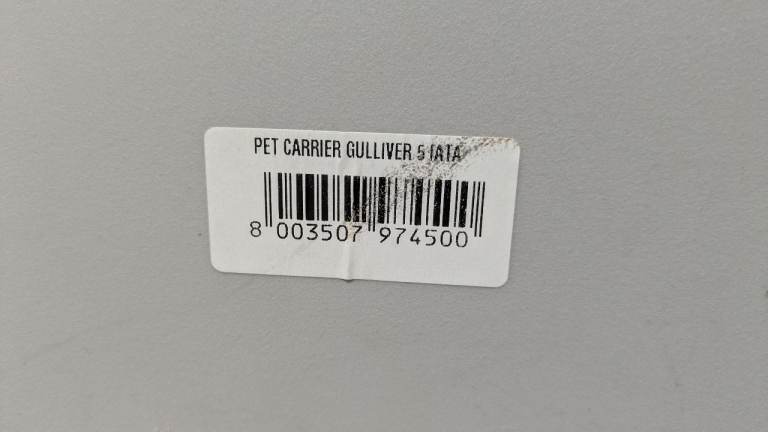 PET CARRIER GULLIVER 5 IATA
8 003507 974500